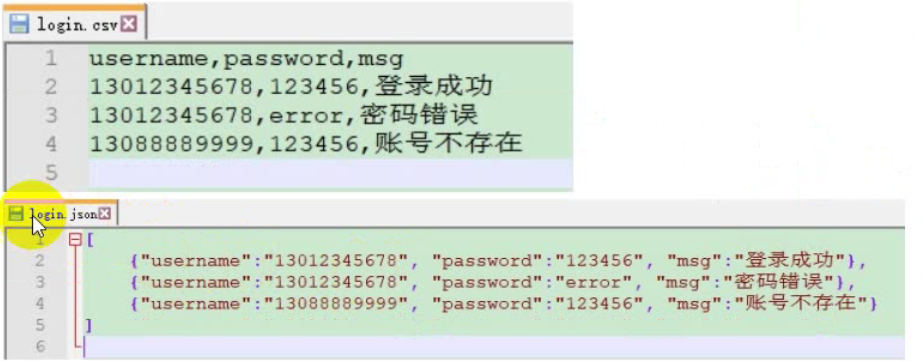 login.csv
1 username,password,msg
2 13012345678,123456,登录成功
3 13012345678,error,密码错误
4 13088889999,123456,账号不存在
5
login.json
1 [
2 {"username":"13012345678", "password":"123456", "msg":"登录成功"},
3 {"username":"13012345678", "password":"error", "msg":"密码错误"},
4 {"username":"13088889999", "password":"123456", "msg":"账号不存在"}
5 ]
6